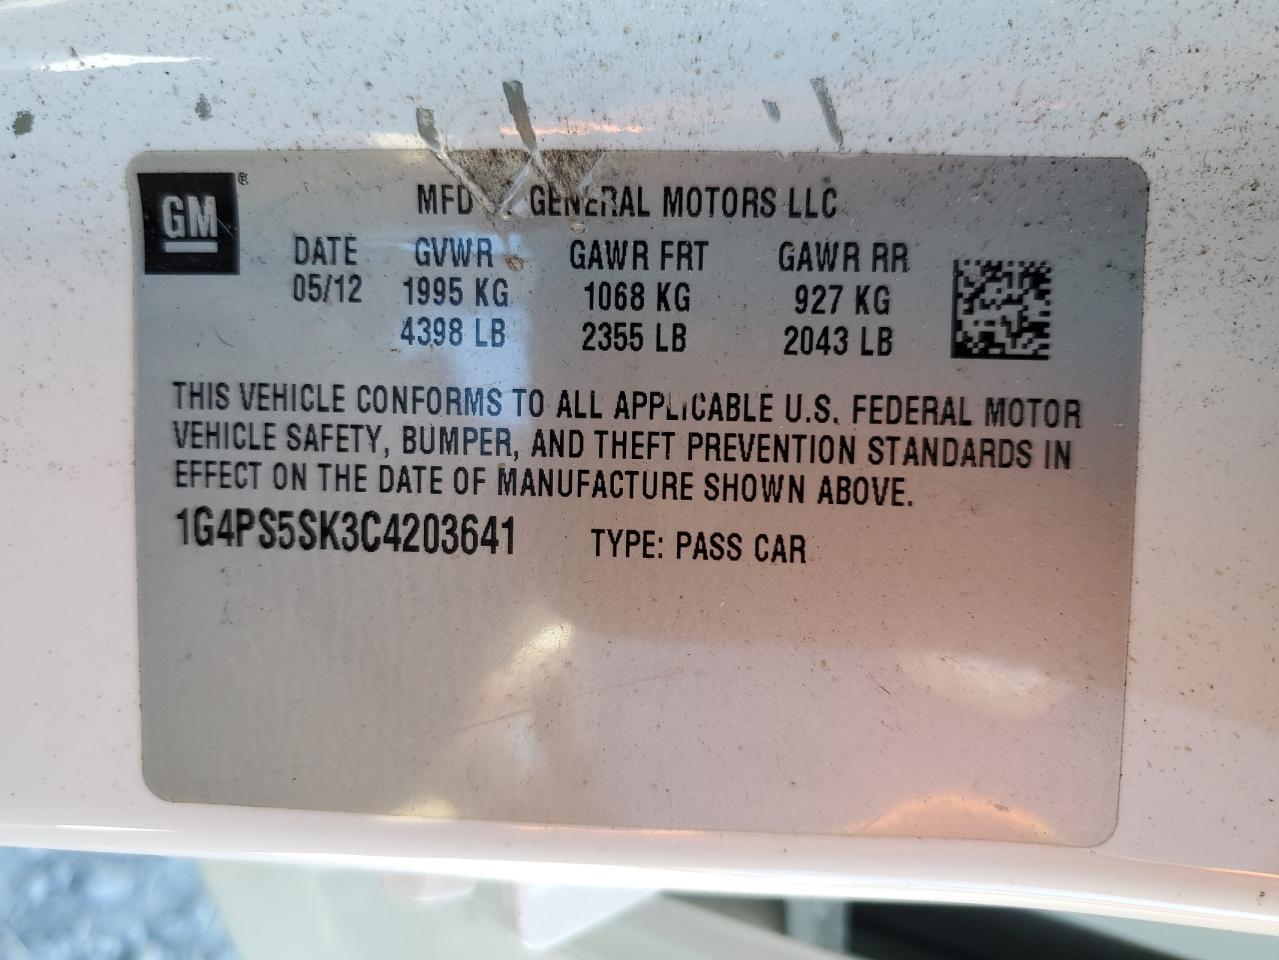 GM®
MFD GENERAL MOTORS LLC
DATE GVWR GAWR FRT GAWR RR
05/12 1995 KG 1068 KG 927 KG
4398 LB 2355 LB 2043 LB
THIS VEHICLE CONFORMS TO ALL APPLICABLE U.S. FEDERAL MOTOR
VEHICLE SAFETY, BUMPER, AND THEFT PREVENTION STANDARDS IN
EFFECT ON THE DATE OF MANUFACTURE SHOWN ABOVE.
1G4PS5SK3C4203641 TYPE: PASS CAR